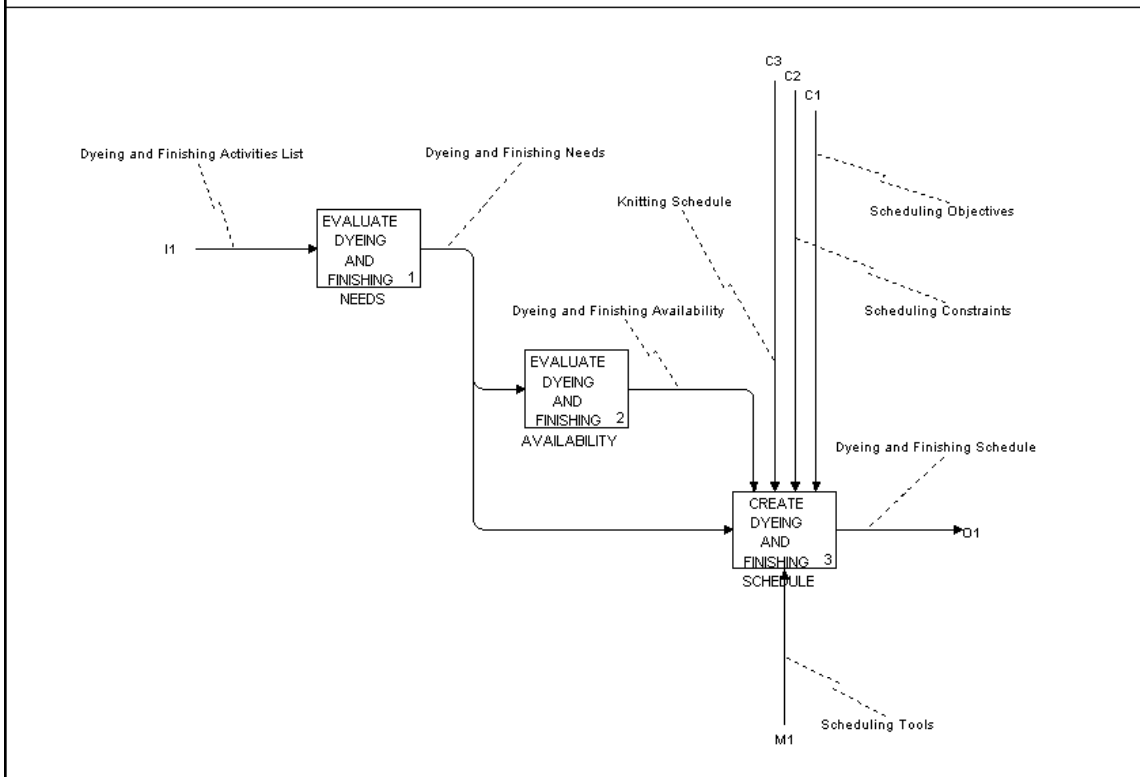 C3
C2
C1
Dyeing and Finishing Activities List
Dyeing and Finishing Needs
Knitting Schedule
Scheduling Objectives
I1
EVALUATE
DYEING
AND
FINISHING 1
NEEDS
Dyeing and Finishing Availability
Scheduling Constraints
EVALUATE
DYEING
AND
FINISHING 2
AVAILABILITY
Dyeing and Finishing Schedule
CREATE
DYEING
AND
FINISHING 3
SCHEDULE
O1
Scheduling Tools
M1